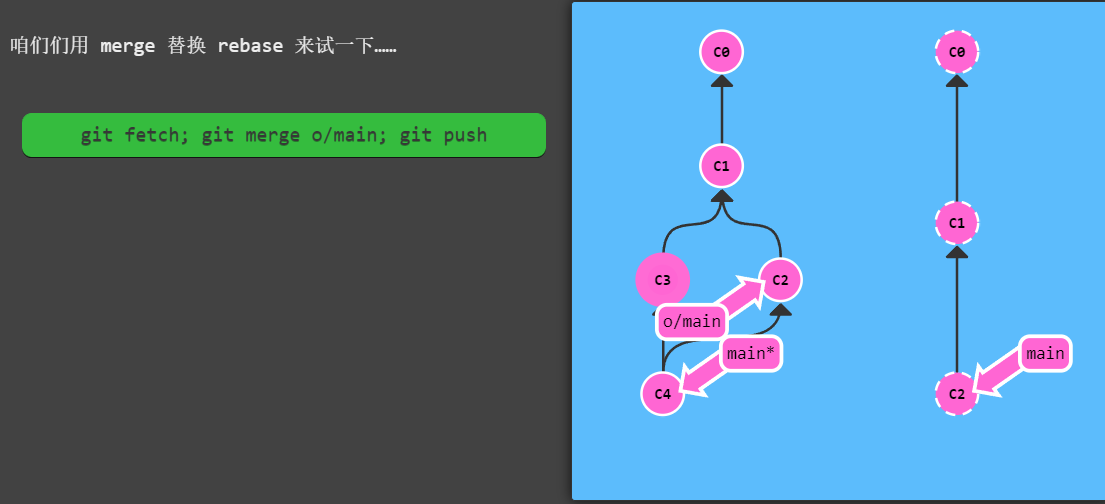 咱们们用 merge 替换 rebase 来试一下……
git fetch; git merge o/main; git push
C0
C0
C1
C1
C3
C2
o/main
main*
main
C4
C2